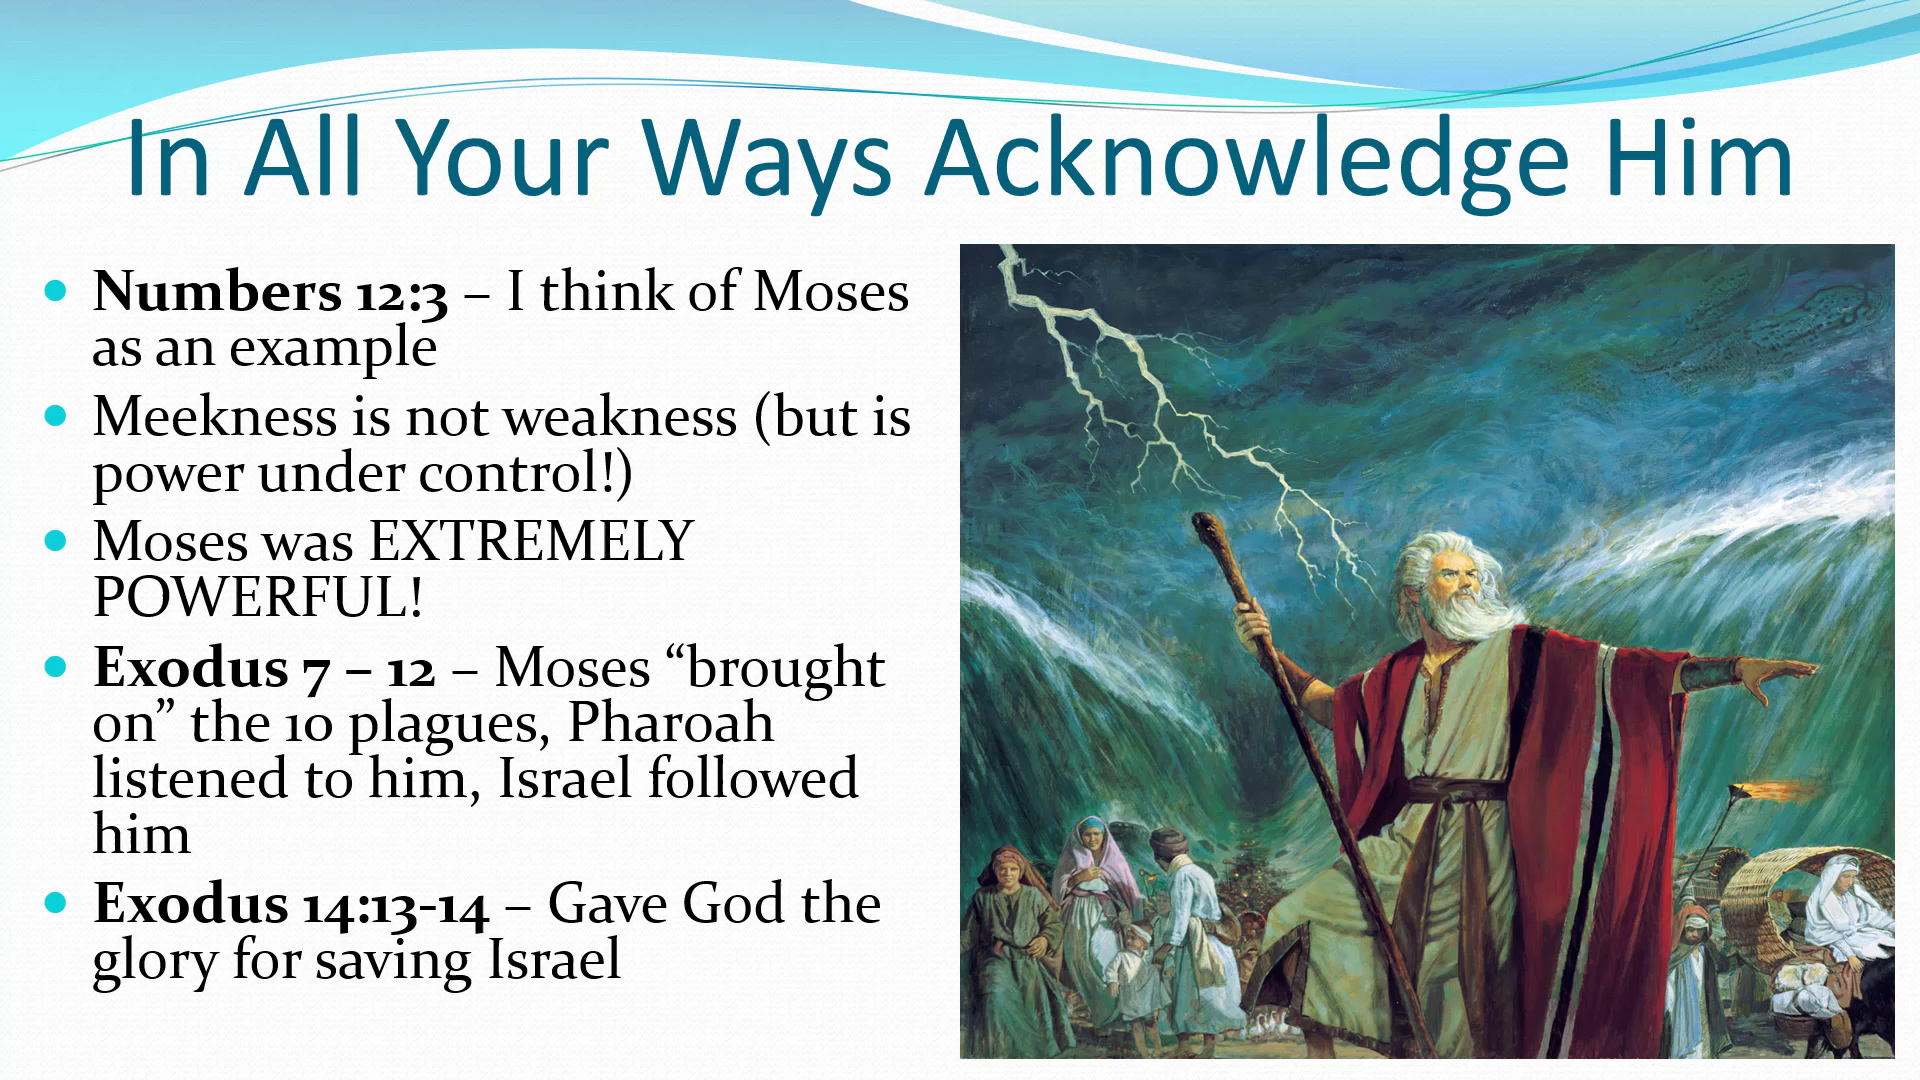 In All Your Ways Acknowledge Him
• Numbers 12:3 – I think of Moses
as an example
• Meekness is not weakness (but is
power under control!)
• Moses was EXTREMELY
POWERFUL!
• Exodus 7 – 12 – Moses “brought
on” the 10 plagues, Pharoah
listened to him, Israel followed
him
• Exodus 14:13-14 – Gave God the
glory for saving Israel